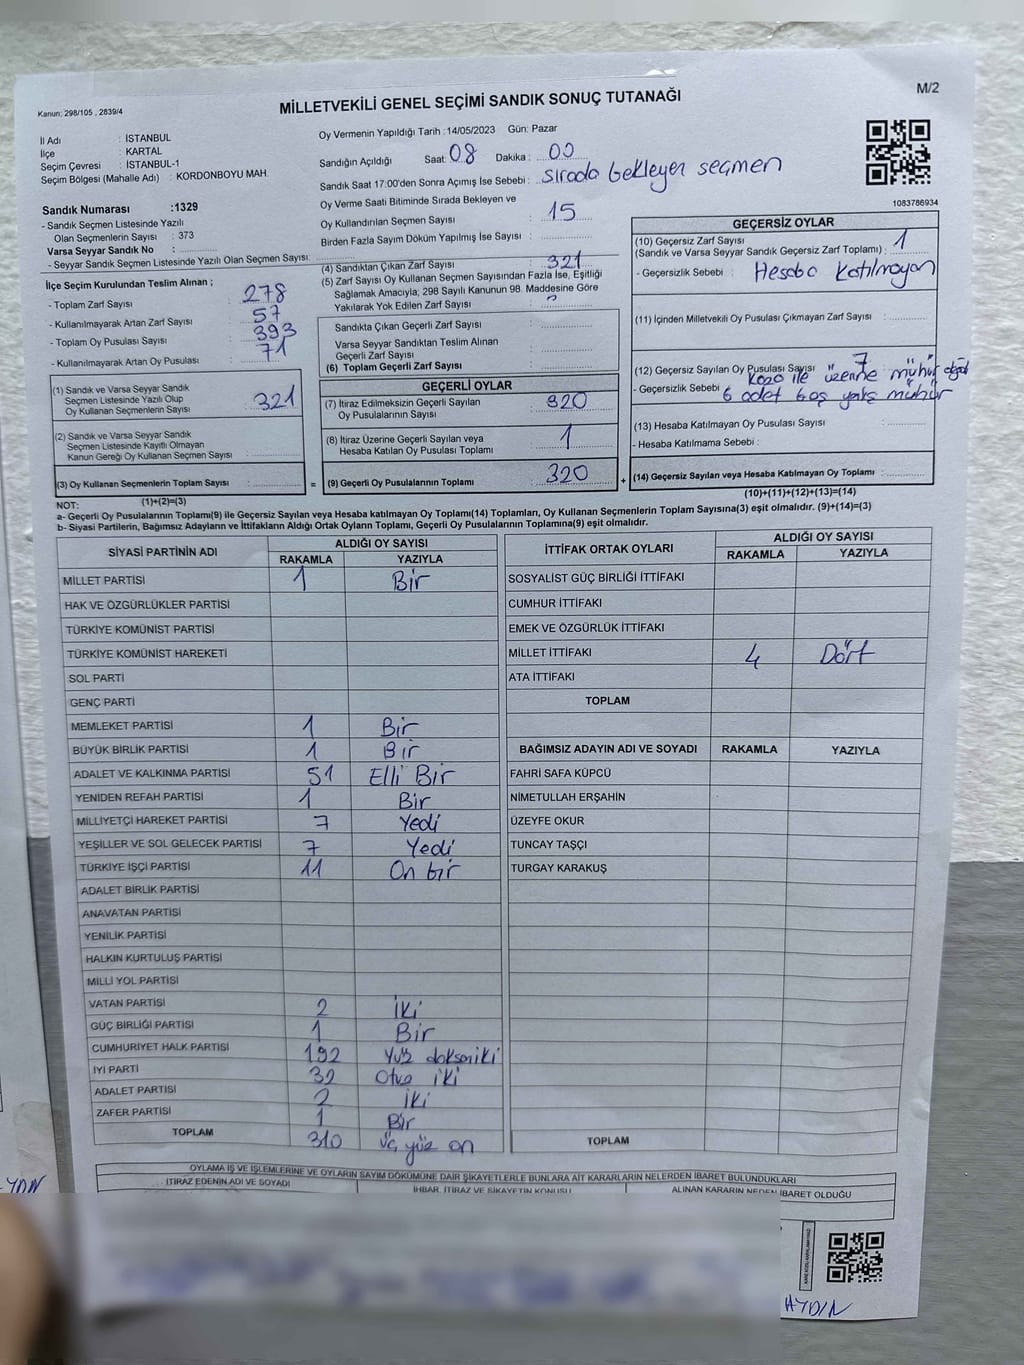 M/2
Kanun; 298/105 , 2839/4
MİLLETVEKİLİ GENEL SEÇİMİ SANDIK SONUÇ TUTANAĞI
İl Adı : İSTANBUL
İlçe : KARTAL
Seçim Çevresi : İSTANBUL-1
Seçim Bölgesi (Mahalle Adı) : KORDONBOYU MAH.
Oy Vermenin Yapıldığı Tarih : 14/05/2023 Gün: Pazar
Sandığın Açıldığı Saat: 08 Dakika : 00
Sandık Saat 17:00'den Sonra Açımış İse Sebebi : sırada bekleyen seçmen
Oy Verme Saati Bitiminde Sırada Bekleyen ve
Oy Kullandırılan Seçmen Sayısı : 15
Birden Fazla Sayım Döküm Yapılmış İse Sayısı :
1083786934
Sandık Numarası :1329
- Sandık Seçmen Listesinde Yazılı
Olan Seçmenlerin Sayısı : 373
Varsa Seyyar Sandık No :
- Seyyar Sandık Seçmen Listesinde Yazılı Olan Seçmen Sayısı:
İlçe Seçim Kurulundan Teslim Alınan ;
- Toplam Zarf Sayısı : 278
- Kullanılmayarak Artan Zarf Sayısı : 57
- Toplam Oy Pusulası Sayısı : 393
- Kullanılmayarak Artan Oy Pusulası : 71
(1) Sandık ve Varsa Seyyar Sandık
Seçmen Listesinde Yazılı Olup
Oy Kullanan Seçmenlerin Sayısı : 321
(2) Sandık ve Varsa Seyyar Sandık
Seçmen Listesinde Kayıtlı Olmayan
Kanun Gereği Oy Kullanan Seçmen Sayısı :
(3) Oy Kullanan Seçmenlerin Toplam Sayısı :
(1)+(2)=(3)
(4) Sandıktan Çıkan Zarf Sayısı : 321
(5) Zarf Sayısı Oy Kullanan Seçmen Sayısından Fazla İse, Eşitliği
Sağlamak Amacıyla; 298 Sayılı Kanunun 98. Maddesine Göre
Yakılarak Yok Edilen Zarf Sayısı :
Sandıkta Çıkan Geçerli Zarf Sayısı :
Varsa Seyyar Sandıktan Teslim Alınan
Geçerli Zarf Sayısı :
(6) Toplam Geçerli Zarf Sayısı :
GEÇERLİ OYLAR
(7) İtiraz Edilmeksizin Geçerli Sayılan
Oy Pusulalarının Sayısı : 320
(8) İtiraz Üzerine Geçerli Sayılan veya
Hesaba Katılan Oy Pusulası Toplamı : 1
= (9) Geçerli Oy Pusulalarının Toplamı : 320 +
GEÇERSİZ OYLAR
(10) Geçersiz Zarf Sayısı
(Sandık ve Varsa Seyyar Sandık Geçersiz Zarf Toplamı) : 1
- Geçersizlik Sebebi : Hesaba Katılmayan
(11) İçinden Milletvekili Oy Pusulası Çıkmayan Zarf Sayısı :
(12) Geçersiz Sayılan Oy Pusulası Sayısı : 7
- Geçersizlik Sebebi : ile üzerine mühür
6 adet boş mühür
(13) Hesaba Katılmayan Oy Pusulası Sayısı :
- Hesaba Katılmama Sebebi :
(14) Geçersiz Sayılan veya Hesaba Katılmayan Oy Toplamı :
(10)+(11)+(12)+(13)=(14)
NOT:
a- Geçerli Oy Pusulalarının Toplamı(9) ile Geçersiz Sayılan veya Hesaba katılmayan Oy Toplamı(14) Toplamları, Oy Kullanan Seçmenlerin Toplam Sayısına(3) eşit olmalıdır. (9)+(14)=(3)
b- Siyasi Partilerin, Bağımsız Adayların ve İttifakların Aldığı Ortak Oyların Toplamı, Geçerli Oy Pusulalarının Toplamına(9) eşit olmalıdır.
SİYASİ PARTİNİN ADI ALDIĞI OY SAYISI
RAKAMLA YAZIYLA
MİLLET PARTİSİ 1 Bir
HAK VE ÖZGÜRLÜKLER PARTİSİ
TÜRKİYE KOMÜNİST PARTİSİ
TÜRKİYE KOMÜNİST HAREKETİ
SOL PARTİ
GENÇ PARTİ
MEMLEKET PARTİSİ 1 Bir
BÜYÜK BİRLİK PARTİSİ 1 Bir
ADALET VE KALKINMA PARTİSİ 51 Elli Bir
YENİDEN REFAH PARTİSİ 1 Bir
MİLLİYETÇİ HAREKET PARTİSİ 7 Yedi
YEŞİLLER VE SOL GELECEK PARTİSİ 7 Yedi
TÜRKİYE İŞÇİ PARTİSİ 11 On bir
ADALET BİRLİK PARTİSİ
ANAVATAN PARTİSİ
YENİLİK PARTİSİ
HALKIN KURTULUŞ PARTİSİ
MİLLİ YOL PARTİSİ
VATAN PARTİSİ 2 İki
GÜÇ BİRLİĞİ PARTİSİ 1 Bir
CUMHURİYET HALK PARTİSİ 192 Yüz doksaniki
İYİ PARTİ 32 Otuz iki
ADALET PARTİSİ 2 İki
ZAFER PARTİSİ 1 Bir
TOPLAM 310 Üç yüz on
İTTİFAK ORTAK OYLARI ALDIĞI OY SAYISI
RAKAMLA YAZIYLA
SOSYALİST GÜÇ BİRLİĞİ İTTİFAKI
CUMHUR İTTİFAKI
EMEK VE ÖZGÜRLÜK İTTİFAKI
MİLLET İTTİFAKI 4 Dört
ATA İTTİFAKI
TOPLAM
BAĞIMSIZ ADAYIN ADI VE SOYADI RAKAMLA YAZIYLA
FAHRİ SAFA KÜPCÜ
NİMETULLAH ERŞAHİN
ÜZEYFE OKUR
TUNCAY TAŞÇI
TURGAY KARAKUŞ
TOPLAM
OYLAMA İŞ VE İŞLEMLERİNE VE OYLARIN SAYIM DÖKÜMÜNE DAİR ŞİKAYETLERLE BUNLARA AİT KARARLARIN NELERDEN İBARET BULUNDUKLARI
İTİRAZ EDENİN ADI VE SOYADI İHBAR, İTİRAZ VE ŞİKAYETİN KONUSU ALINAN KARARIN NEDEN İBARET OLDUĞU
AYDIN